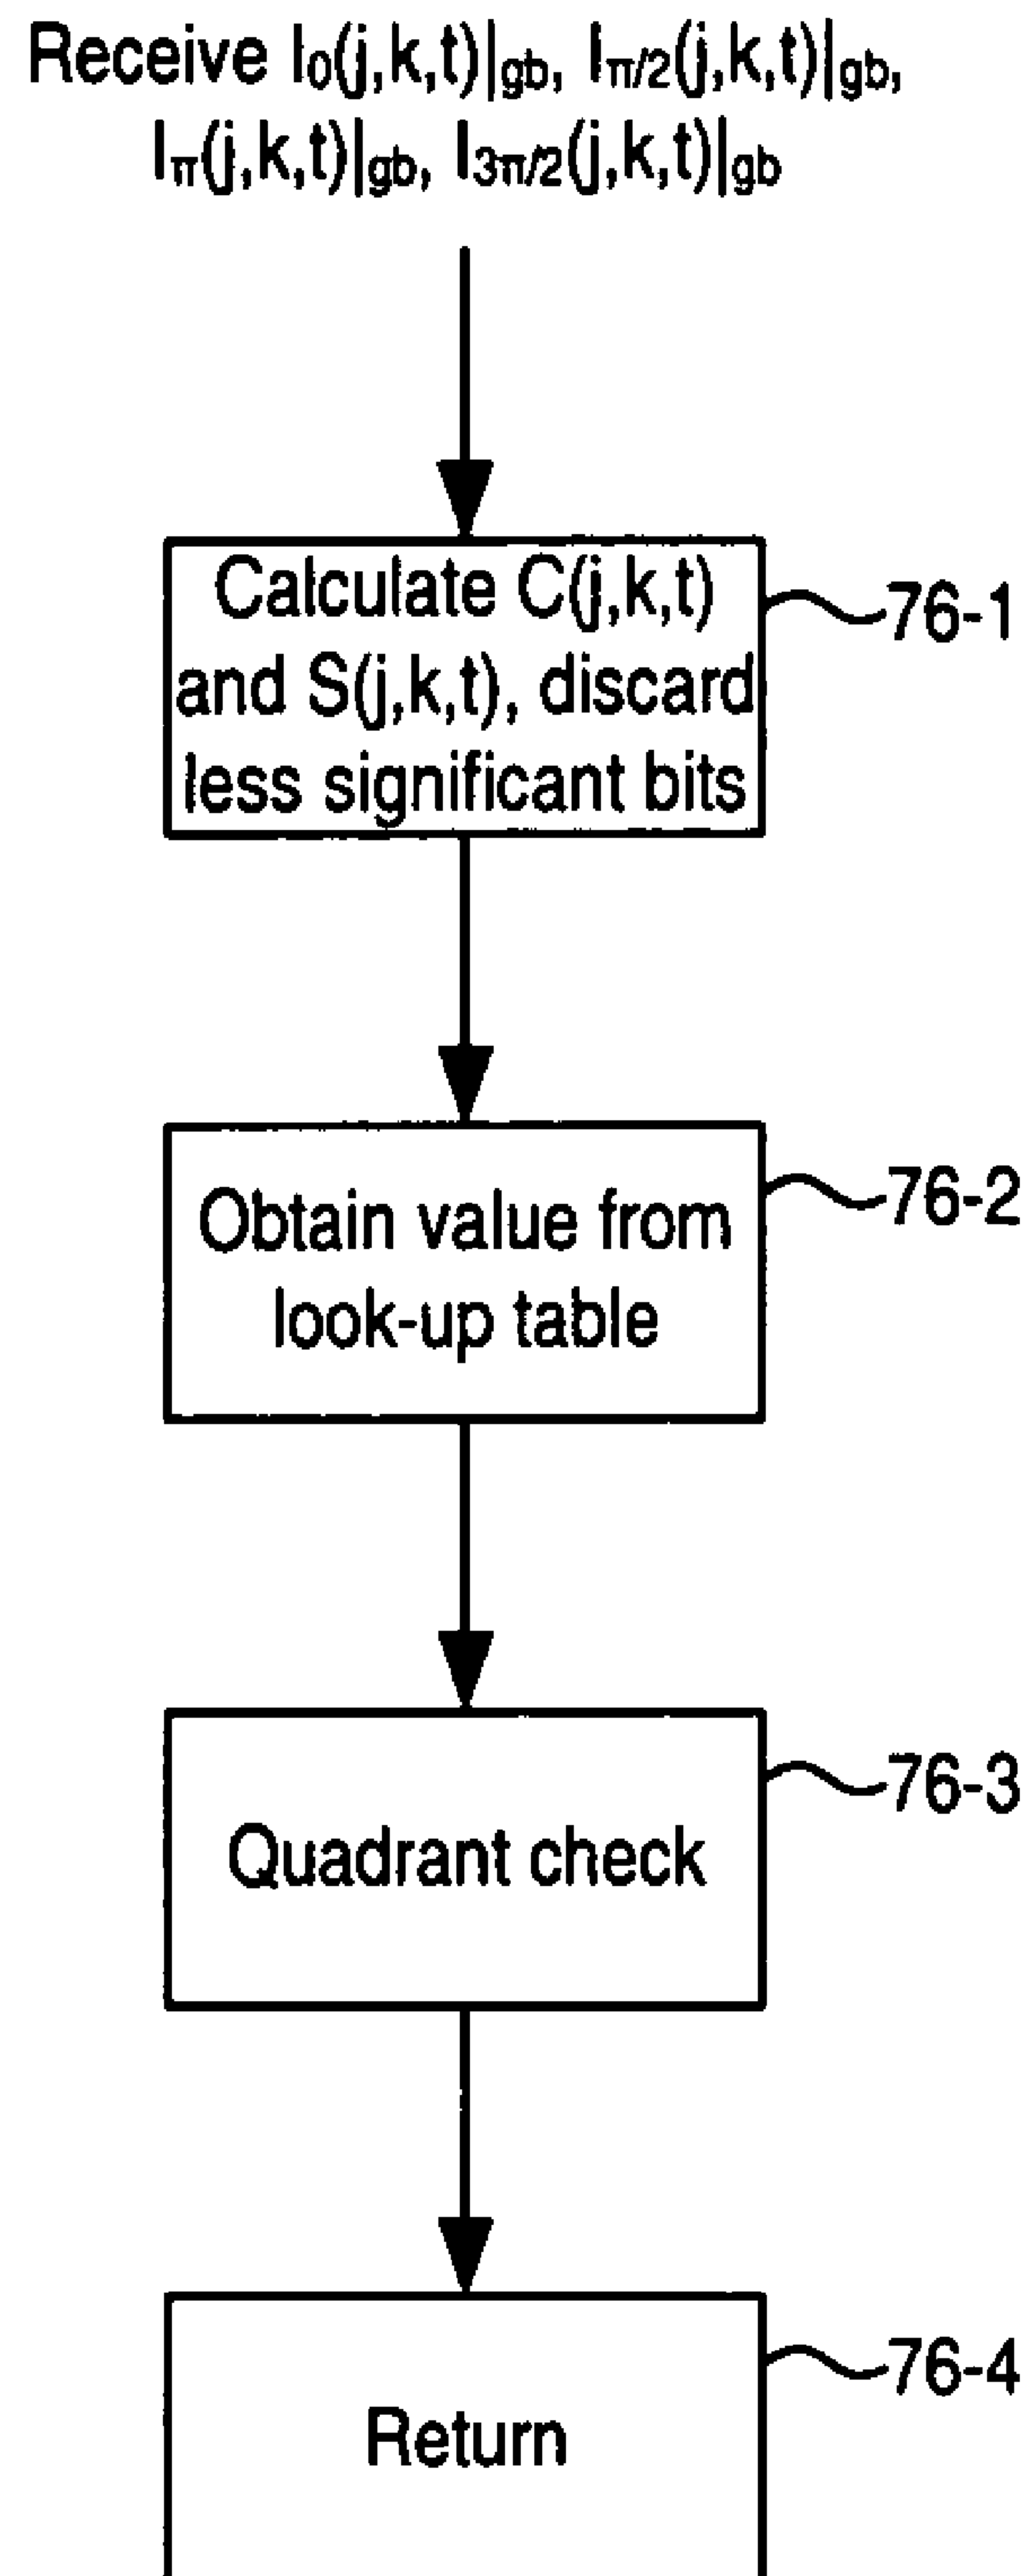 Receive I₀(j,k,t)|gb, Iπ/2(j,k,t)|gb,
Iπ(j,k,t)|gb, I3π/2(j,k,t)|gb
Calculate C(j,k,t)
and S(j,k,t), discard
less significant bits
76-1
Obtain value from
look-up table
76-2
Quadrant check
76-3
Return
76-4